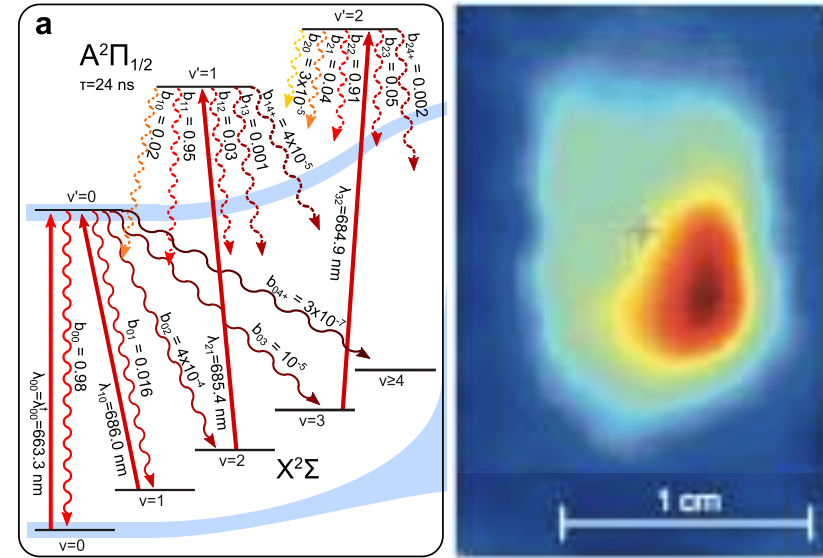 a
A²Π₁/₂
τ=24 ns
v'=2
b₂₀ = 3x10⁻⁵
b₂₁ = 0.04
b₂₂ = 0.91
b₂₃ = 0.05
b₂₄₊ = 0.002
v'=1
b₁₀ = 0.02
b₁₁ = 0.95
b₁₂ = 0.03
b₁₃ = 0.001
b₁₄₊ = 4x10⁻⁵
v'=0
λ₀₀=λ†₀₀=663.3 nm
b₀₀ = 0.98
λ₁₀=686.0 nm
b₀₁ = 0.016
b₀₂ = 4x10⁻⁴
λ₂₁=685.4 nm
b₀₃ = 10⁻⁵
b₀₄₊ = 3x10⁻⁷
λ₃₂=684.9 nm
v≥4
v=3
v=2
X²Σ
v=1
v=0
1 cm